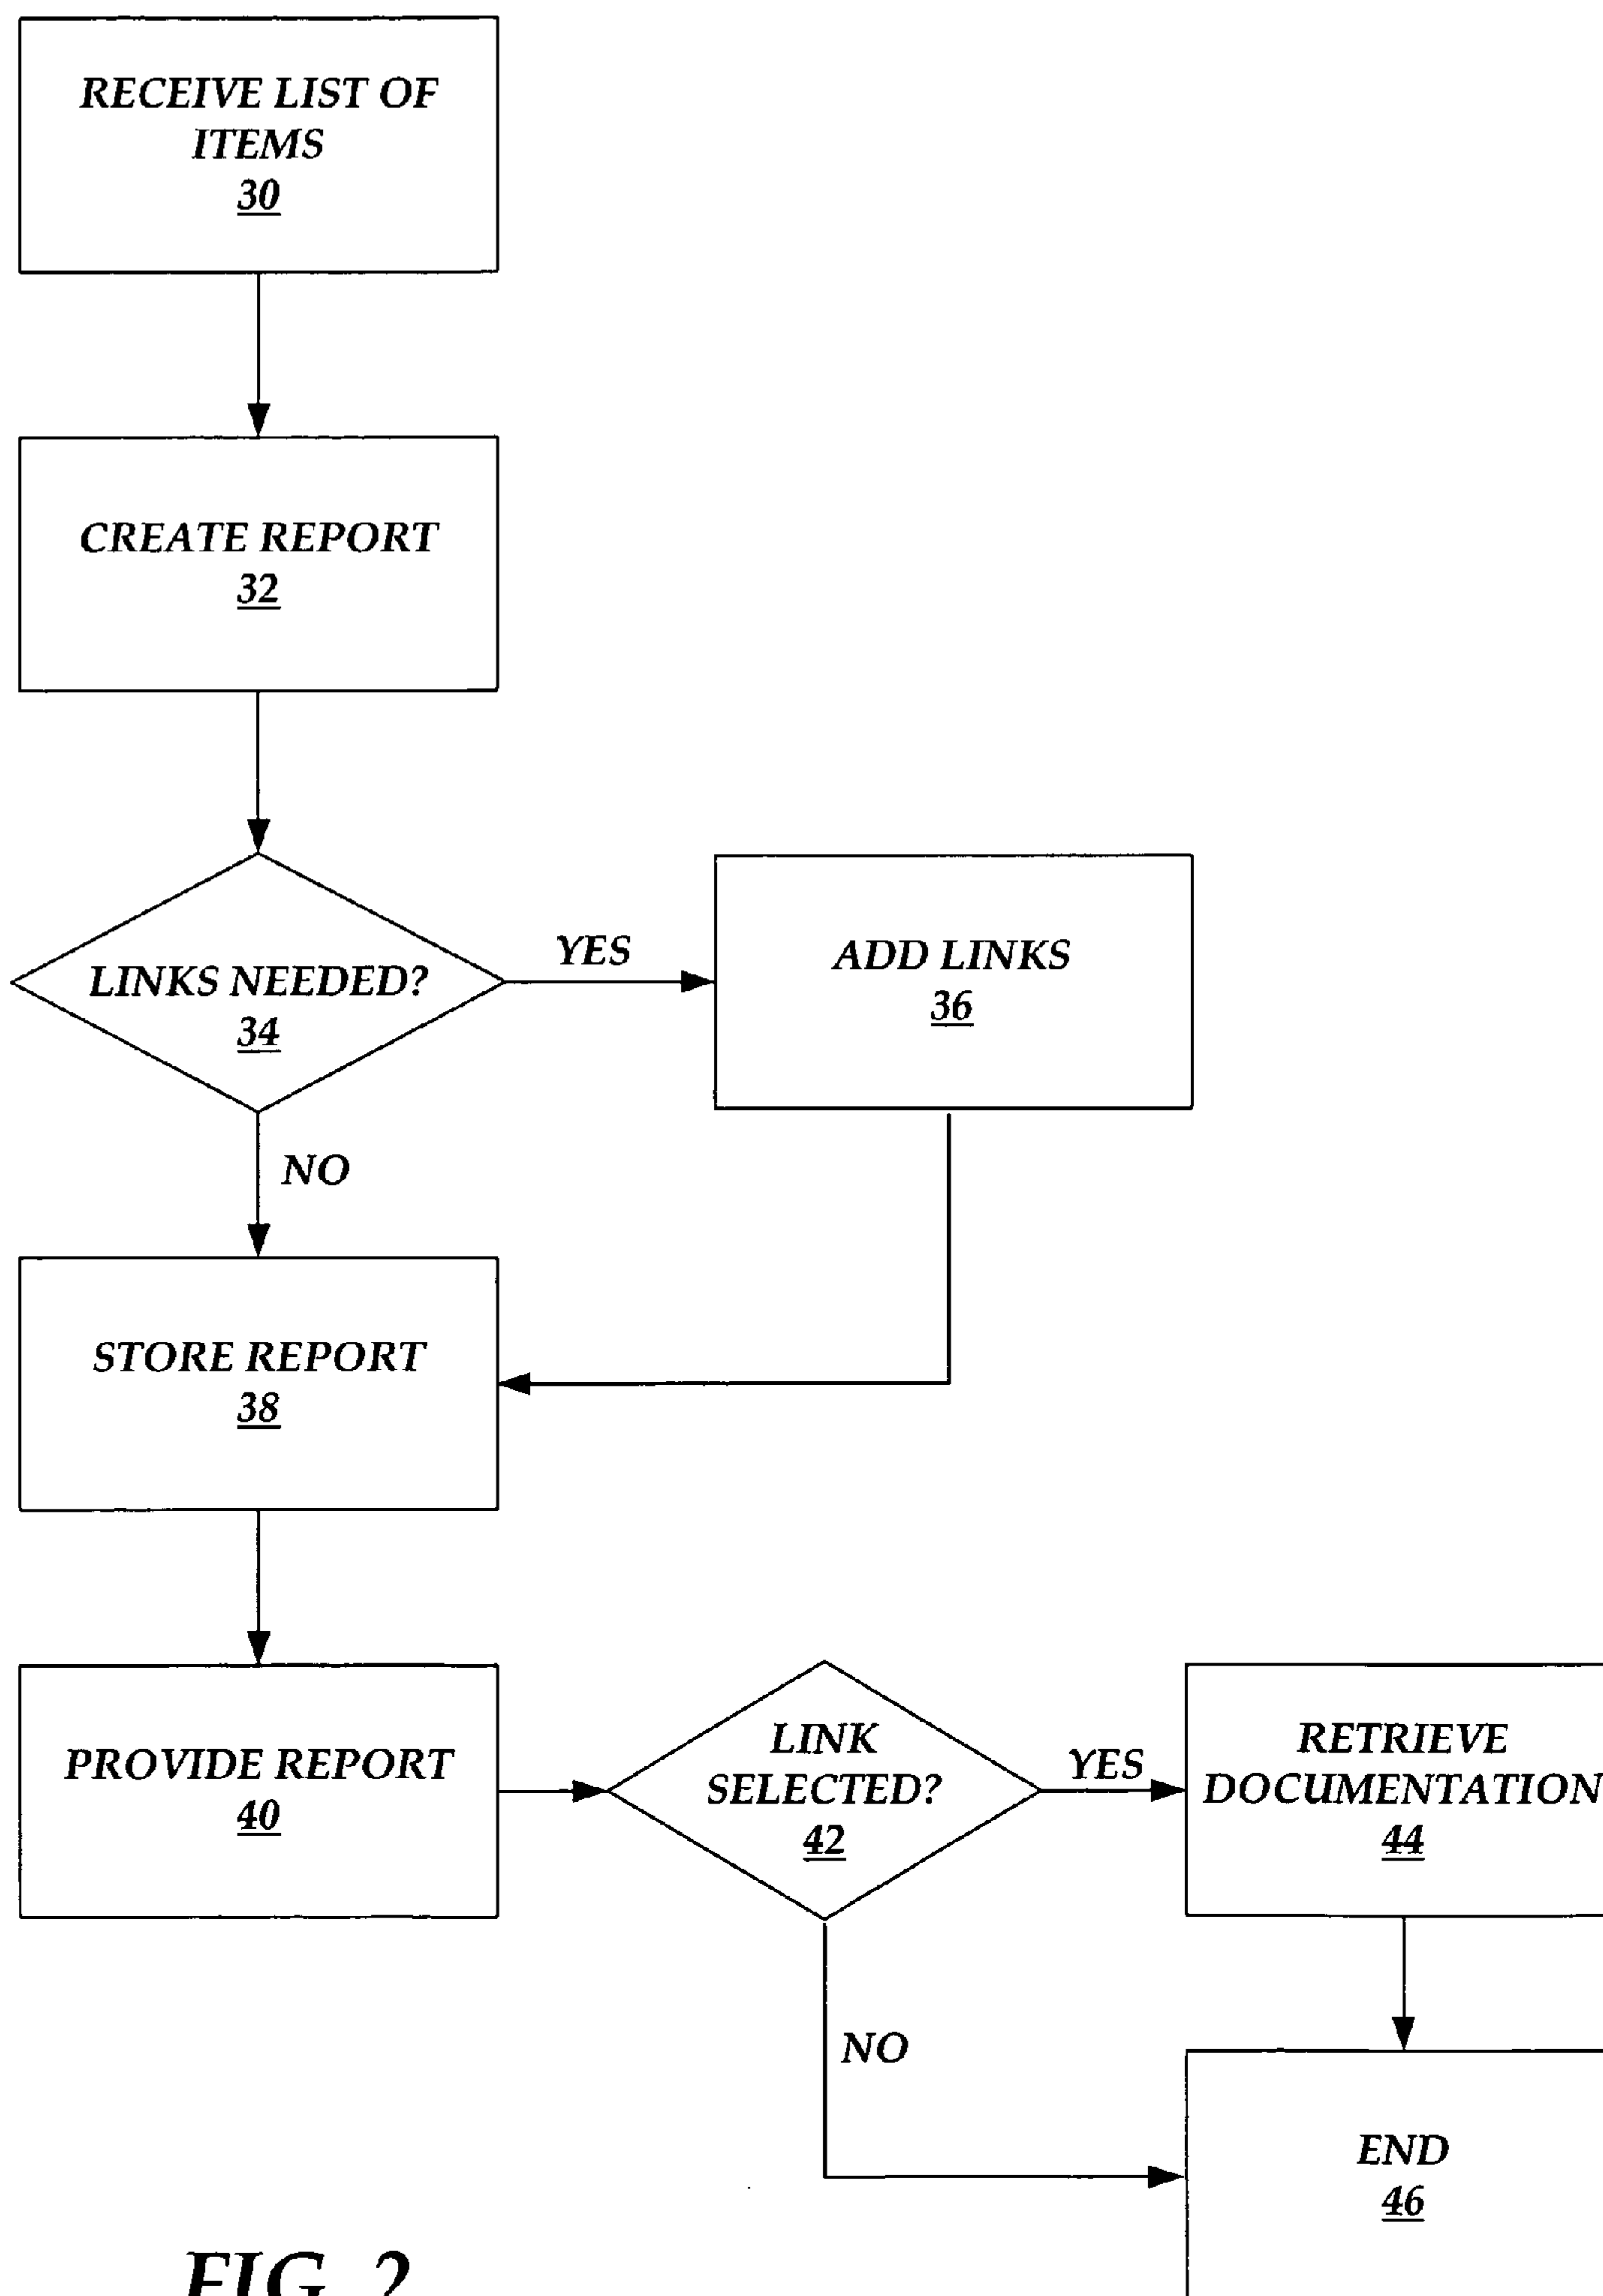 RECEIVE LIST OF
ITEMS
30
CREATE REPORT
32
LINKS NEEDED?
34
YES
ADD LINKS
36
NO
STORE REPORT
38
PROVIDE REPORT
40
LINK
SELECTED?
42
YES
RETRIEVE
DOCUMENTATION
44
NO
END
46
FIG. 2